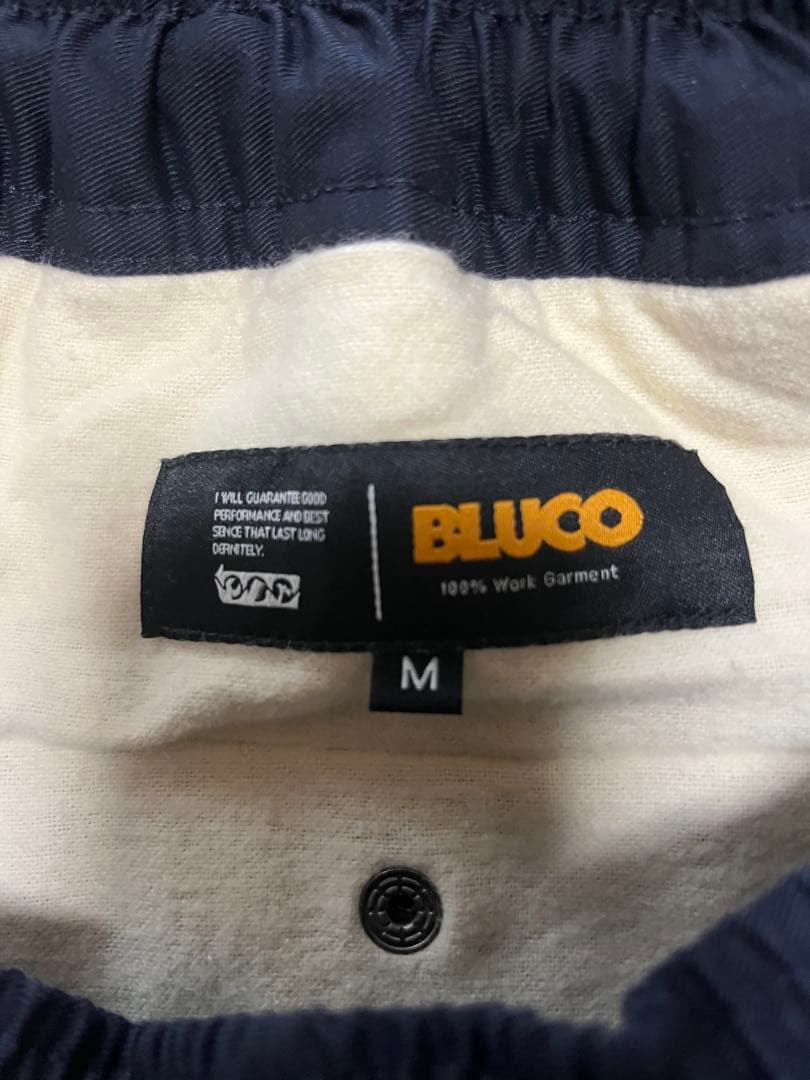 I WILL GUARANTEE GOOD
PERFORMANCE AND BEST
SENCE THAT LAST LONG
DEFINITELY.
BLUCO
100% Work Garment
M